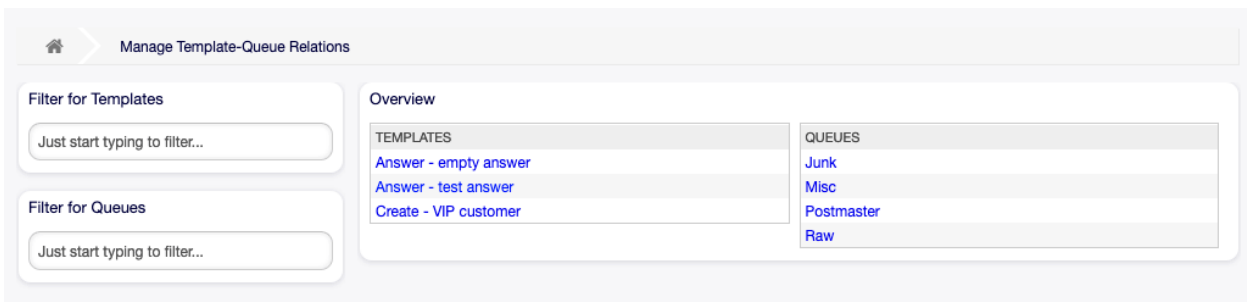 Manage Template-Queue Relations
Filter for Templates
Just start typing to filter...
Filter for Queues
Just start typing to filter...
Overview
TEMPLATES
Answer - empty answer
Answer - test answer
Create - VIP customer
QUEUES
Junk
Misc
Postmaster
Raw